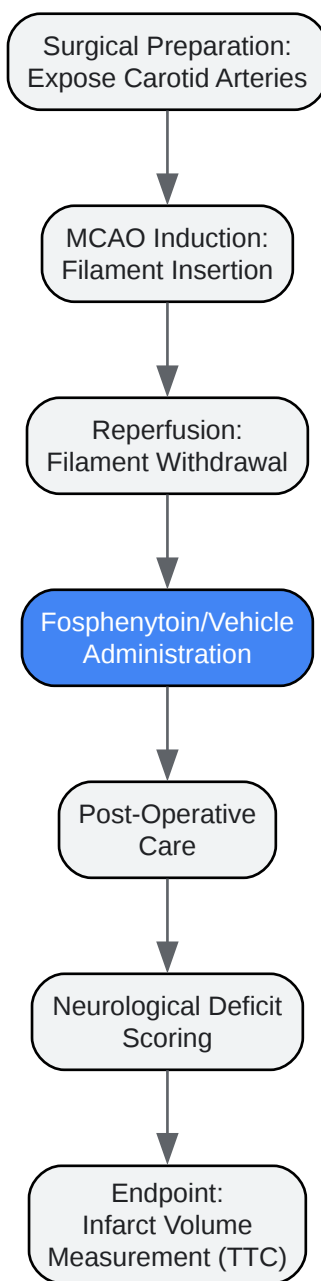 Surgical Preparation:
Expose Carotid Arteries
MCAO Induction:
Filament Insertion
Reperfusion:
Filament Withdrawal
Fosphenytoin/Vehicle
Administration
Post-Operative
Care
Neurological Deficit
Scoring
Endpoint:
Infarct Volume
Measurement (TTC)